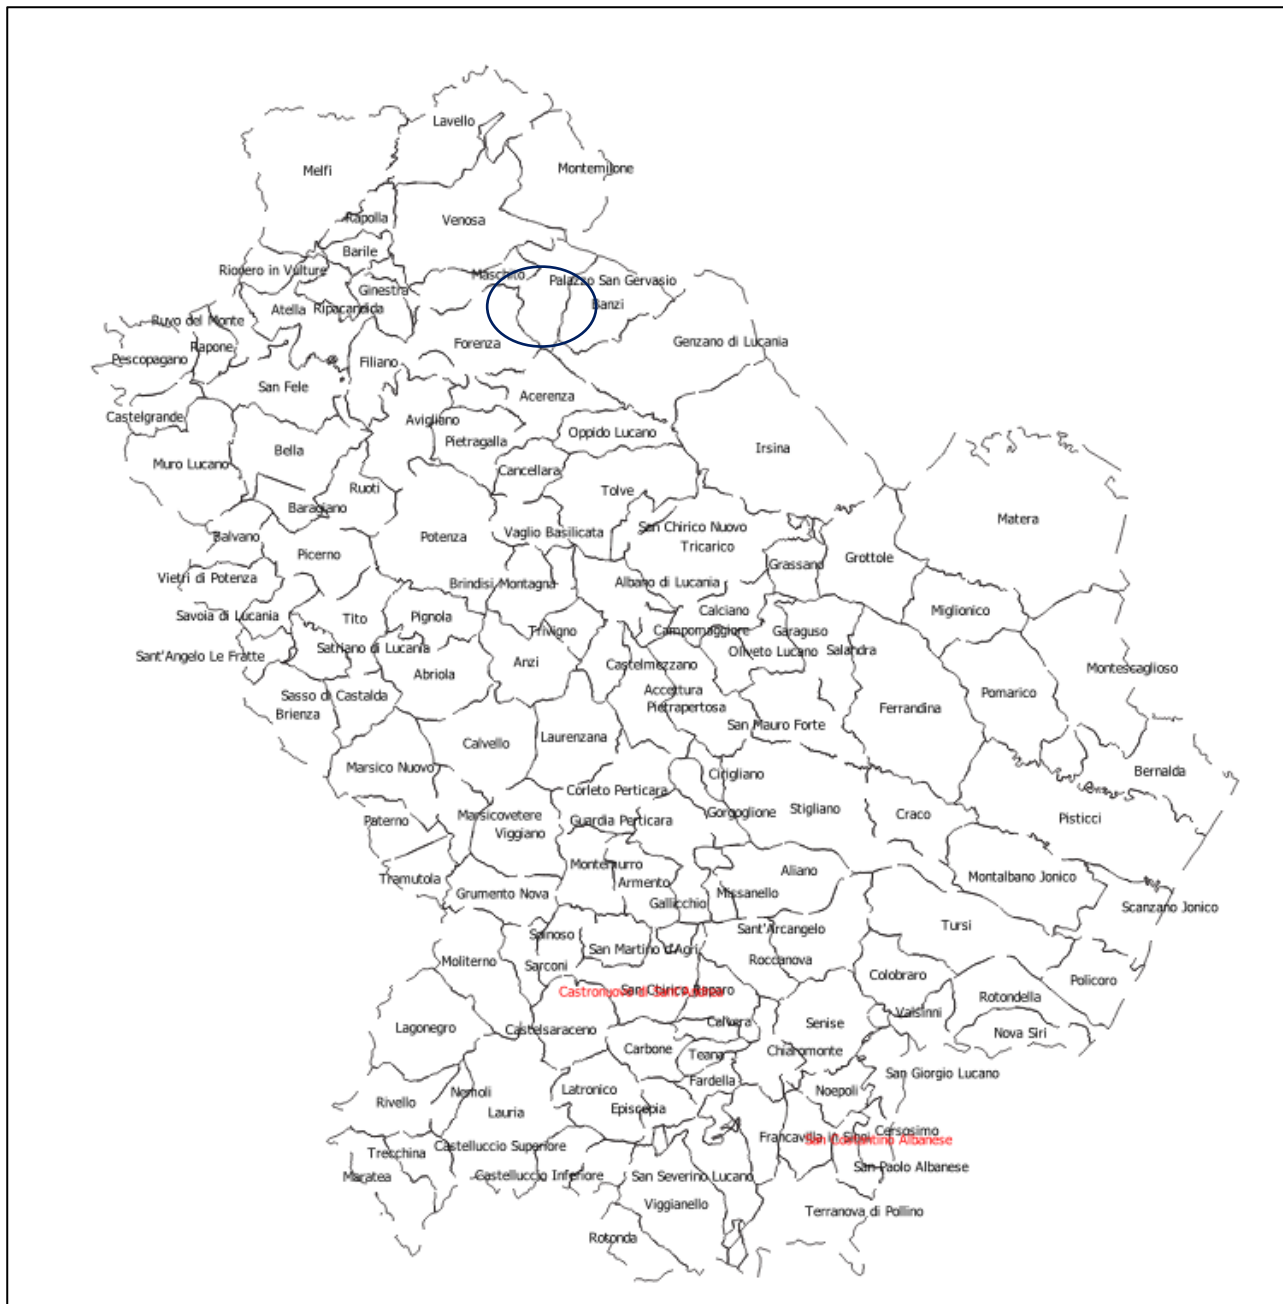 Lavello
Melfi
Montemilone
Rapolla
Venosa
Barile
Rionero in Vulture
Maschito
Palazzo San Gervasio
Ginestra
Atella
Ripacandida
Banzi
Ruvo del Monte
Genzano di Lucania
Rapone
Forenza
Pescopagano
Filiano
San Fele
Acerenza
Castelgrande
Avigliano
Oppido Lucano
Pietragalla
Bella
Irsina
Muro Lucano
Cancellara
Ruoti
Tolve
Baragiano
Matera
San Chirico Nuovo
Balvano
Potenza
Vaglio Basilicata
Tricarico
Picerno
Grottole
Grassano
Vietri di Potenza
Brindisi Montagna
Albano di Lucania
Savoia di Lucania
Tito
Pignola
Calciano
Miglionico
Trivigno
Campomaggiore
Garaguso
Sant'Angelo Le Fratte
Satriano di Lucania
Oliveto Lucano
Salandra
Anzi
Castelmezzano
Montescaglioso
Abriola
Sasso di Castalda
Accettura
Pomarico
Brienza
Pietrapertosa
Ferrandina
San Mauro Forte
Calvello
Laurenzana
Marsico Nuovo
Cirigliano
Bernalda
Corleto Perticara
Paterno
Marsicovetere
Guardia Perticara
Gorgoglione
Stigliano
Craco
Pisticci
Viggiano
Montemurro
Aliano
Tramutola
Armento
Montalbano Jonico
Grumento Nova
Gallicchio
Missanello
Scanzano Jonico
Spinoso
Sant'Arcangelo
Tursi
San Martino d'Agri
Moliterno
Sarconi
Roccanova
Colobraro
Policoro
San Chirico Raparo
Castronuovo di Sant'Andrea
Rotondella
Valsinni
Lagonegro
Castelsaraceno
Calvera
Senise
Nova Siri
Carbone
Teana
Chiaromonte
Fardella
San Giorgio Lucano
Nemoli
Latronico
Noepoli
Rivello
Lauria
Episcopia
Cersosimo
Francavilla in Sinni
San Costantino Albanese
Castelluccio Superiore
Trecchina
San Paolo Albanese
Maratea
Castelluccio Inferiore
San Severino Lucano
Viggianello
Terranova di Pollino
Rotonda